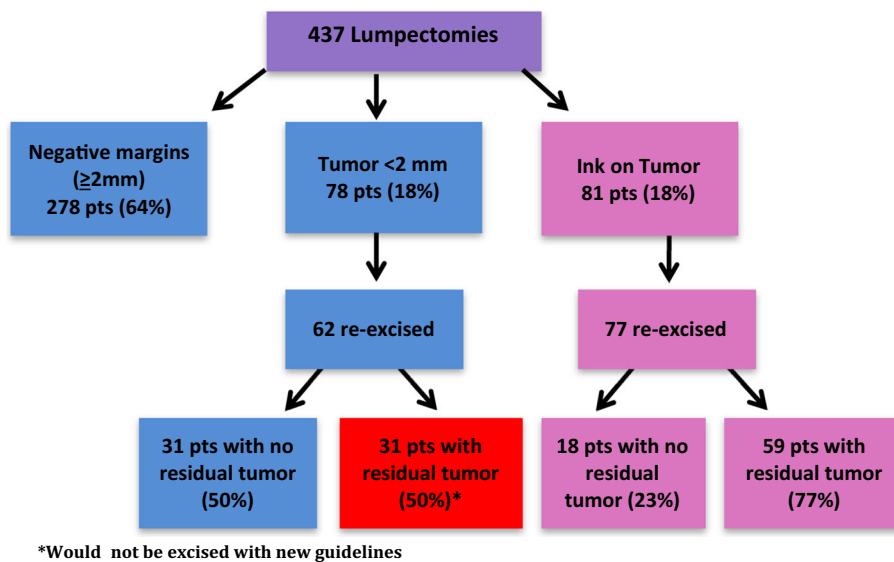 437 Lumpectomies
Negative margins
(≥2mm)
278 pts (64%)
Tumor <2 mm
78 pts (18%)
Ink on Tumor
81 pts (18%)
62 re-excised
77 re-excised
31 pts with no
residual tumor
(50%)
31 pts with
residual tumor
(50%)*
18 pts with no
residual
tumor (23%)
59 pts with
residual tumor
(77%)
*Would not be excised with new guidelines